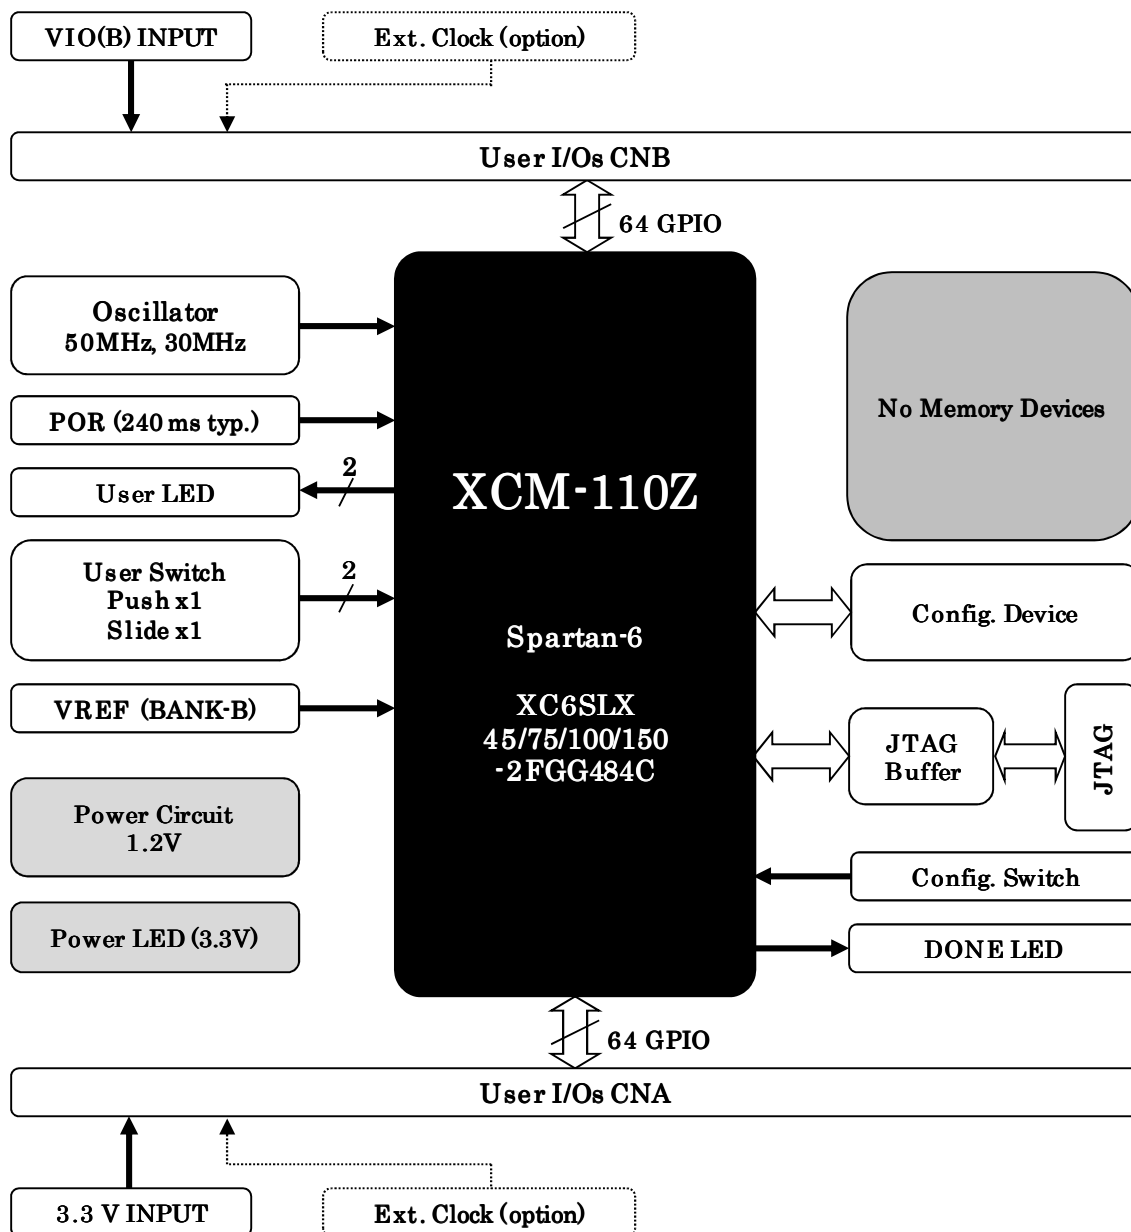 VIO(B) INPUT
Ext. Clock (option)
User I/Os CNB
64 GPIO
Oscillator
50MHz, 30MHz
POR (240 ms typ.)
2
User LED
User Switch
Push x1
Slide x1
2
VREF (BANK-B)
Power Circuit
1.2V
Power LED (3.3V)
XCM-110Z
Spartan-6
XC6SLX
45/75/100/150
-2FGG484C
No Memory Devices
Config. Device
JTAG
Buffer
JTAG
Config. Switch
DONE LED
64 GPIO
User I/Os CNA
3.3 V INPUT
Ext. Clock (option)